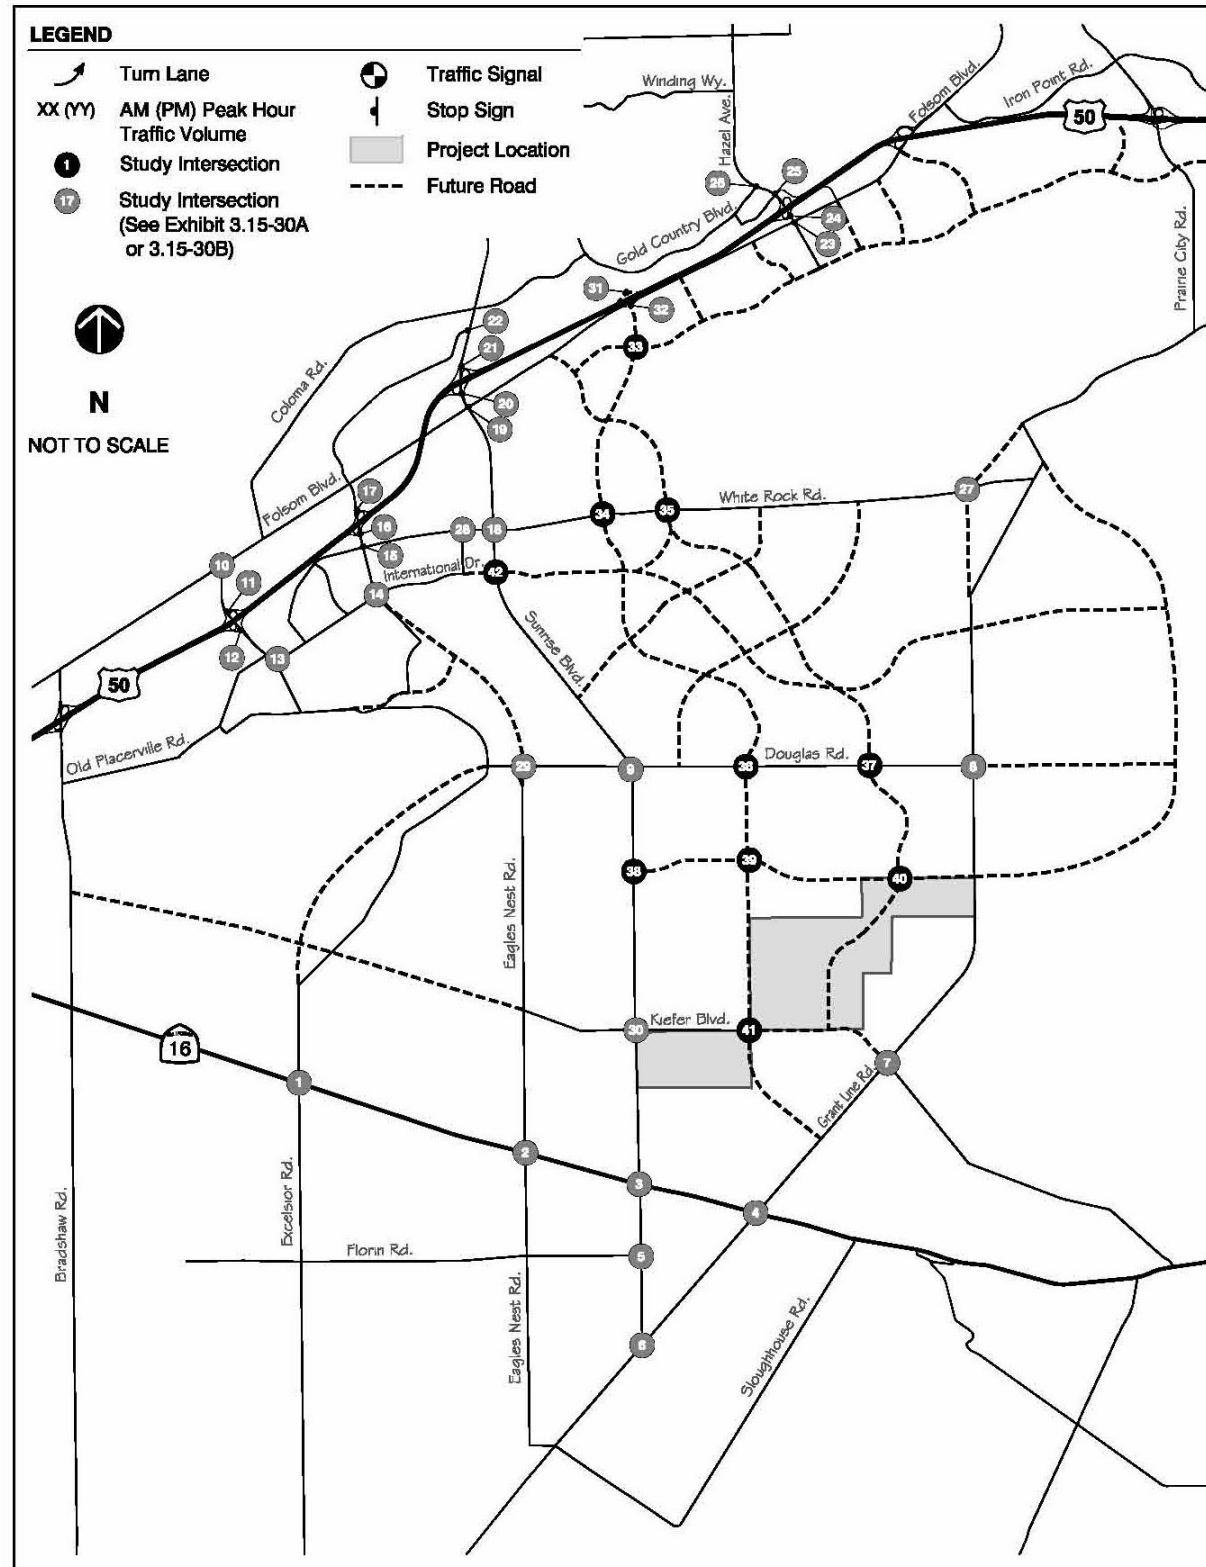 LEGEND
Turn Lane
XX (YY) AM (PM) Peak Hour
Traffic Volume
1 Study Intersection
17 Study Intersection
(See Exhibit 3.15-30A
or 3.15-30B)
Traffic Signal
Stop Sign
Project Location
Future Road
N
NOT TO SCALE
Winding Wy.
Hazel Ave.
Folsom Blvd.
Iron Point Rd.
50
Prairie City Rd.
Gold Country Blvd.
26
25
24
23
31
32
33
22
21
20
19
Coloma Rd.
Folsom Blvd.
17
16
15
28
18
34
35
White Rock Rd.
27
10
11
12
13
14
International Dr.
42
Sunrise Blvd.
50
Old Placerville Rd.
29
9
36
Douglas Rd.
37
8
38
39
40
Eagles Nest Rd.
30
Kiefer Blvd.
41
7
Grant Line Rd.
16
1
2
3
4
5
6
Bradshaw Rd.
Excelsior Rd.
Florin Rd.
Eagles Nest Rd.
Sloughhouse Rd.